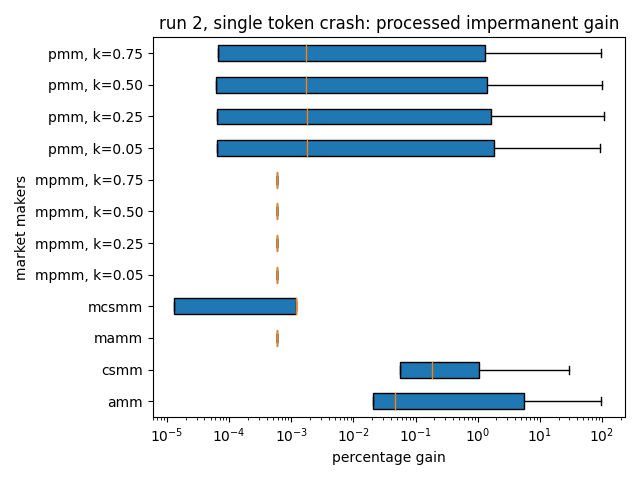 run 2, single token crash: processed impermanent gain
pmm, k=0.75
pmm, k=0.50
pmm, k=0.25
pmm, k=0.05
mpmm, k=0.75
mpmm, k=0.50
mpmm, k=0.25
mpmm, k=0.05
mcsmm
mamm
csmm
amm
market makers
10⁻⁵ 10⁻⁴ 10⁻³ 10⁻² 10⁻¹ 10⁰ 10¹ 10²
percentage gain